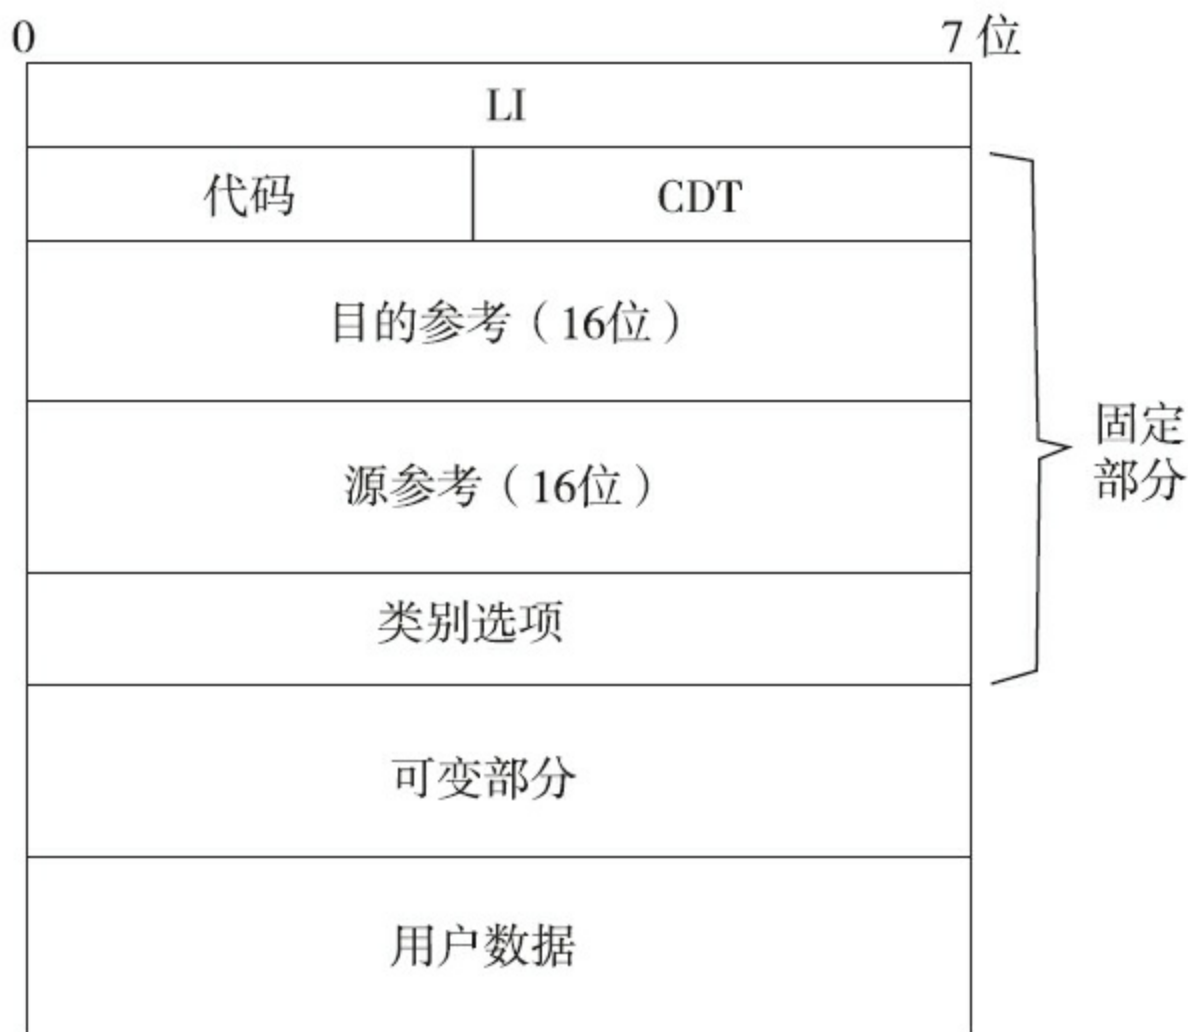 0 7 位
LI
代码 CDT
目的参考（16位）
源参考（16位）
固定
部分
类别选项
可变部分
用户数据